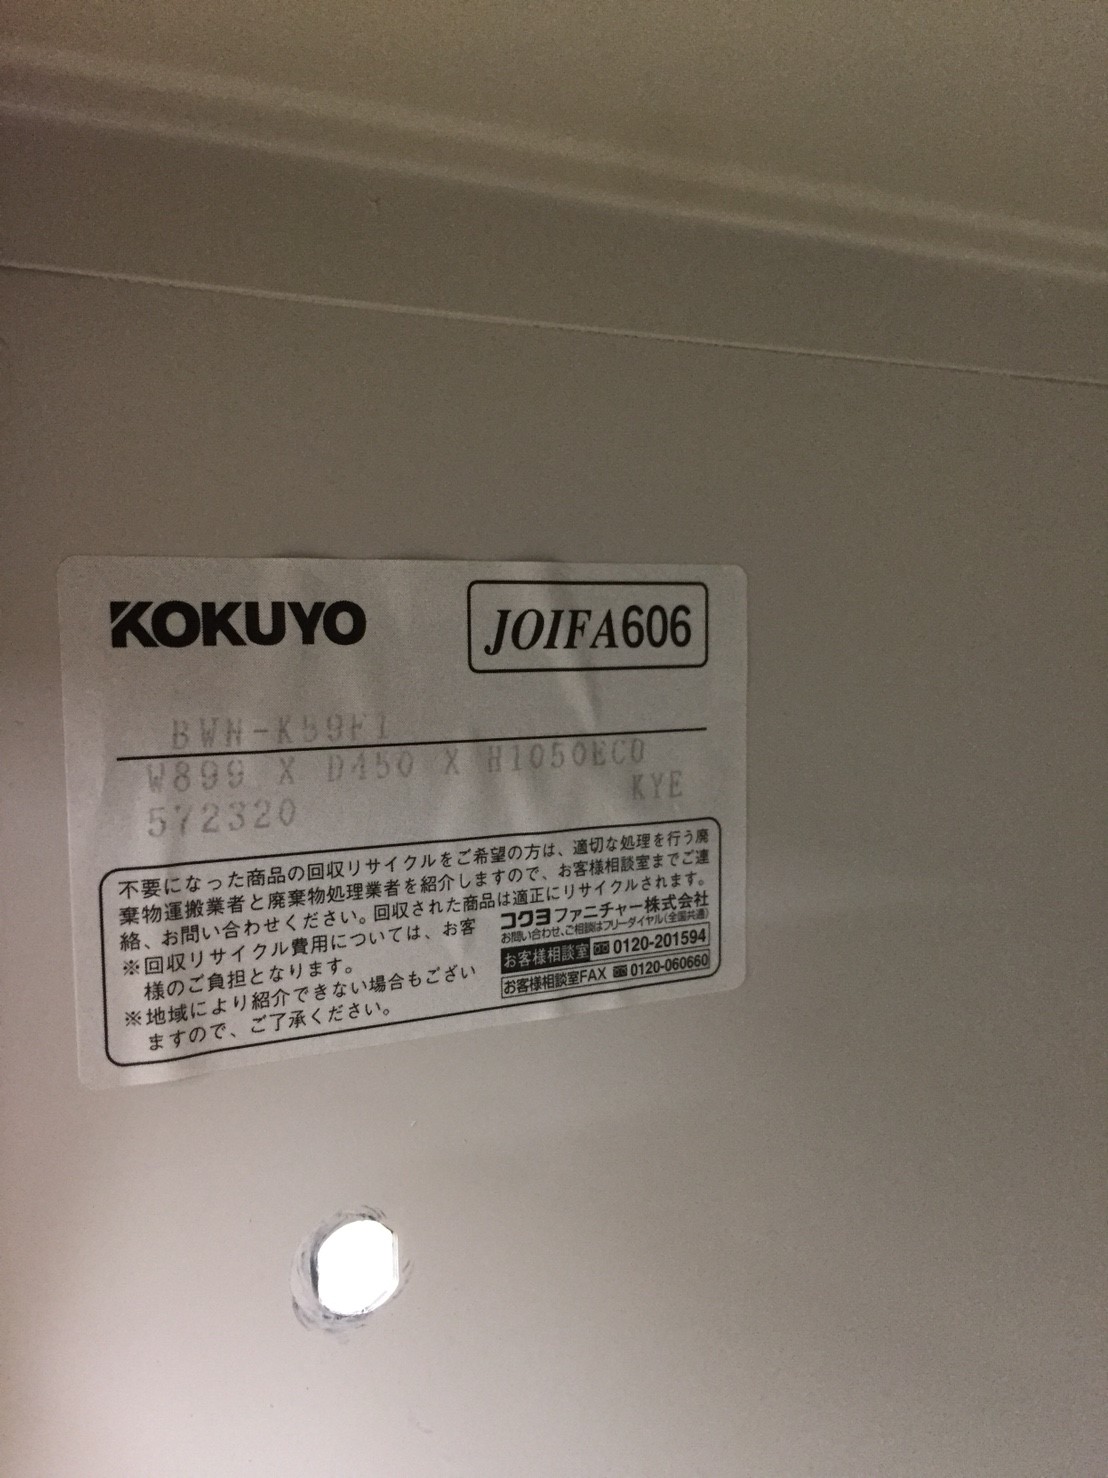 KOKUYO
JOIFA606
BWN-K59F1
W899 X D450 X H1050ECO
KYE
572320
不要になった商品の回収リサイクルをご希望の方は、適切な処理を行う廃
棄物運搬業者と廃棄物処理業者を紹介しますので、お客様相談室までご連
絡、お問い合わせください。回収された商品は適正にリサイクルされます。
※回収リサイクル費用については、お客
様のご負担となります。
※地域により紹介できない場合もござい
ますので、ご了承ください。
コクヨファニチャー株式会社
お問い合わせ、ご相談はフリーダイヤル(全国共通)
お客様相談室 0120-201594
お客様相談室FAX 0120-060660